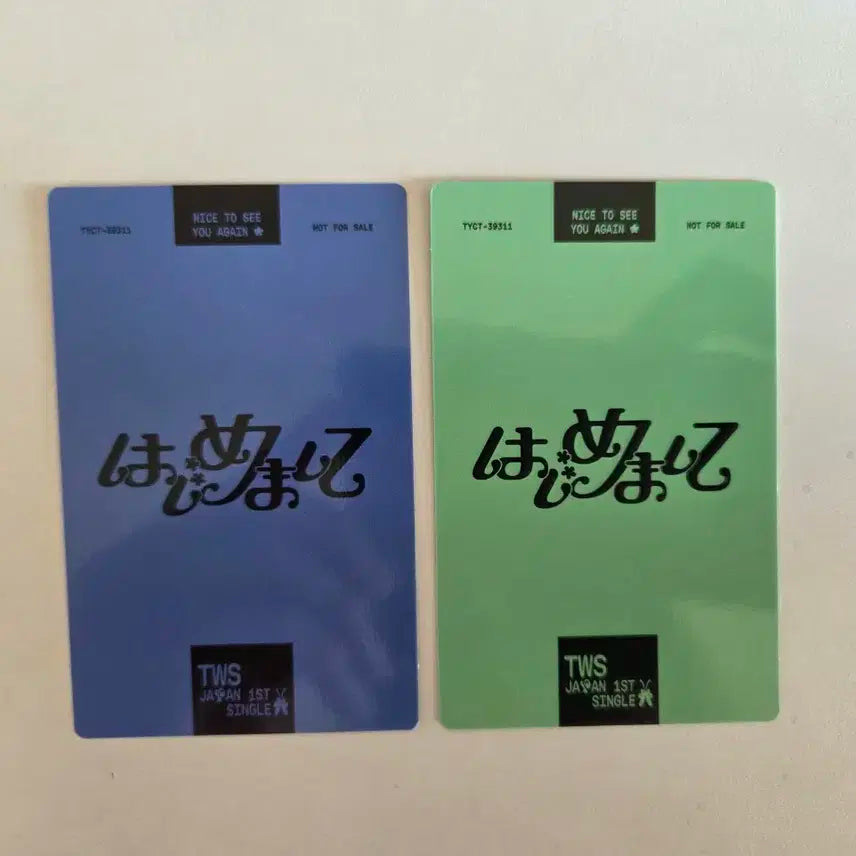 TYCT-39311
NICE TO SEE
YOU AGAIN
NOT FOR SALE
はじめまして
TWS
JAPAN 1ST
SINGLE
TYCT-39311
NICE TO SEE
YOU AGAIN
NOT FOR SALE
はじめまして
TWS
JAPAN 1ST
SINGLE